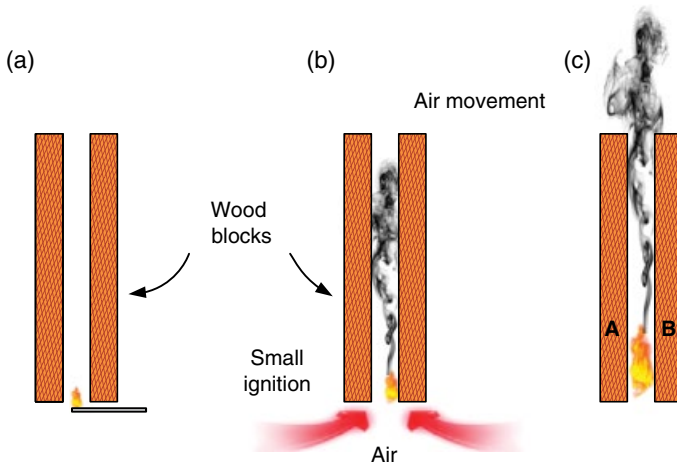 (a)
(b)
(c)
Air movement
Wood
blocks
A
B
Small
ignition
Air